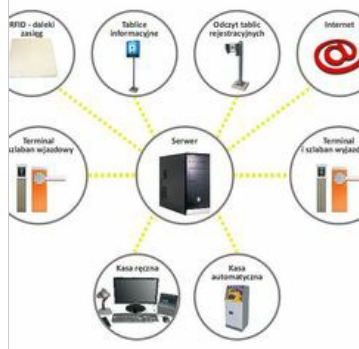 RFID - daleki
zasięg
Tablice
informacyjne
Odczyt tablic
rejestracyjnych
Internet
Terminal
szlaban wjazdowy
Serwer
Terminal
i szlaban wyjazd
Kasa ręczna
Kasa
automatyczna